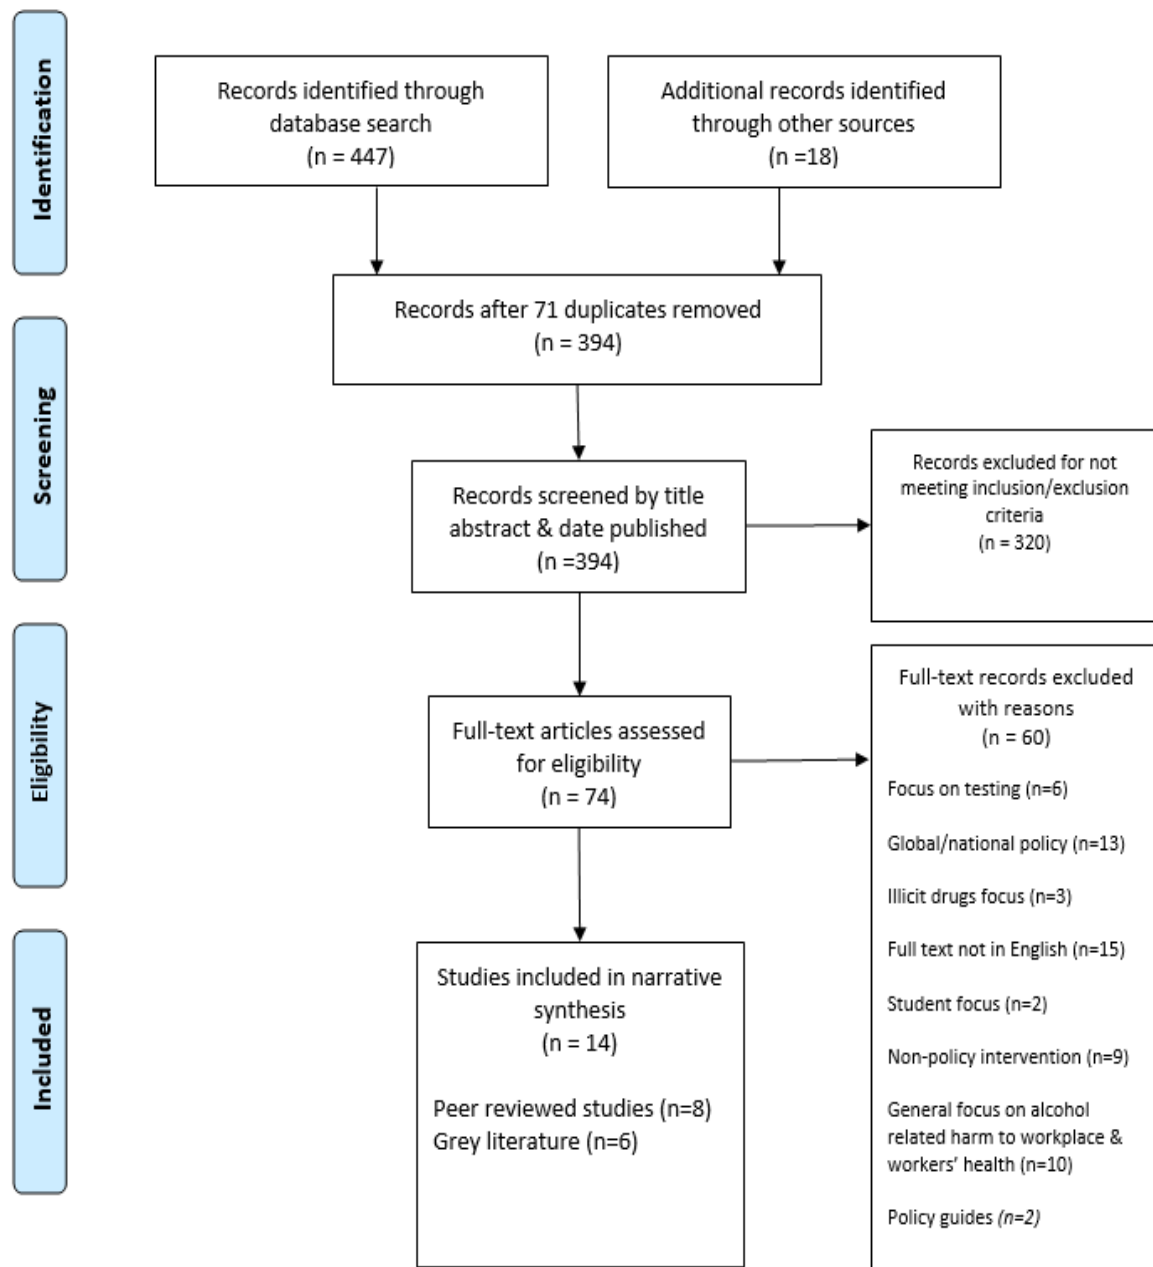 Identification
Records identified through
database search
(n = 447)
Additional records identified
through other sources
(n =18)
Records after 71 duplicates removed
(n = 394)
Screening
Records screened by title
abstract & date published
(n =394)
Records excluded for not
meeting inclusion/exclusion
criteria
(n = 320)
Eligibility
Full-text articles assessed
for eligibility
(n = 74)
Full-text records excluded
with reasons
(n = 60)
Focus on testing (n=6)
Global/national policy (n=13)
Illicit drugs focus (n=3)
Full text not in English (n=15)
Student focus (n=2)
Non-policy intervention (n=9)
General focus on alcohol
related harm to workplace &
workers’ health (n=10)
Policy guides (n=2)
Included
Studies included in narrative
synthesis
(n = 14)
Peer reviewed studies (n=8)
Grey literature (n=6)